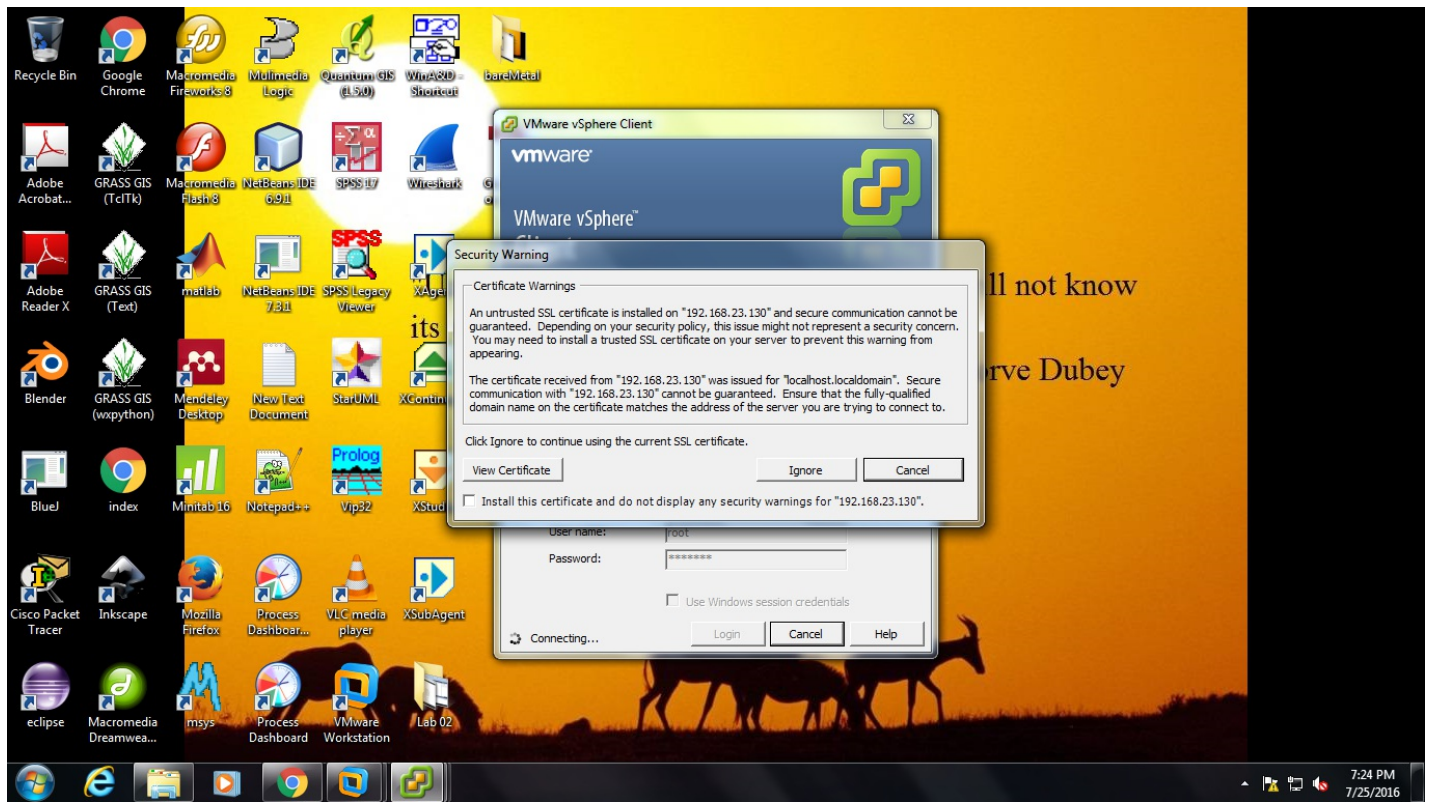 Recycle Bin
Google Chrome
Macromedia Fireworks 8
Mulimedia Logic
Quantum GIS (1.5.0)
WinA&D - Shortcut
bareMetal
Adobe Acrobat...
GRASS GIS (TclTk)
Macromedia Flash 8
NetBeans IDE 6.9.1
SPSS 17
Wireshark
G
Adobe Reader X
GRASS GIS (Text)
matlab
NetBeans IDE 7.3.1
SPSS
SPSS Legacy Viewer
XAge
Blender
GRASS GIS (wxpython)
Mendeley Desktop
New Text Document
StarUML
XContin
BlueJ
index
Minitab 16
Notepad++
Prolog
Vip32
XStud
Cisco Packet Tracer
Inkscape
Mozilla Firefox
Process Dashboar...
VLC media player
XSubAgent
eclipse
Macromedia Dreamwea...
msys
Process Dashboard
VMware Workstation
Lab 02
ll not know
its
rve Dubey
VMware vSphere Client
vmware
VMware vSphere™
Security Warning
Certificate Warnings
An untrusted SSL certificate is installed on "192.168.23.130" and secure communication cannot be
guaranteed. Depending on your security policy, this issue might not represent a security concern.
You may need to install a trusted SSL certificate on your server to prevent this warning from
appearing.
The certificate received from "192.168.23.130" was issued for "localhost.localdomain". Secure
communication with "192.168.23.130" cannot be guaranteed. Ensure that the fully-qualified
domain name on the certificate matches the address of the server you are trying to connect to.
Click Ignore to continue using the current SSL certificate.
View Certificate
Ignore
Cancel
Install this certificate and do not display any security warnings for "192.168.23.130".
User name:
root
Password:
*******
Use Windows session credentials
Connecting...
Login
Cancel
Help
7:24 PM
7/25/2016